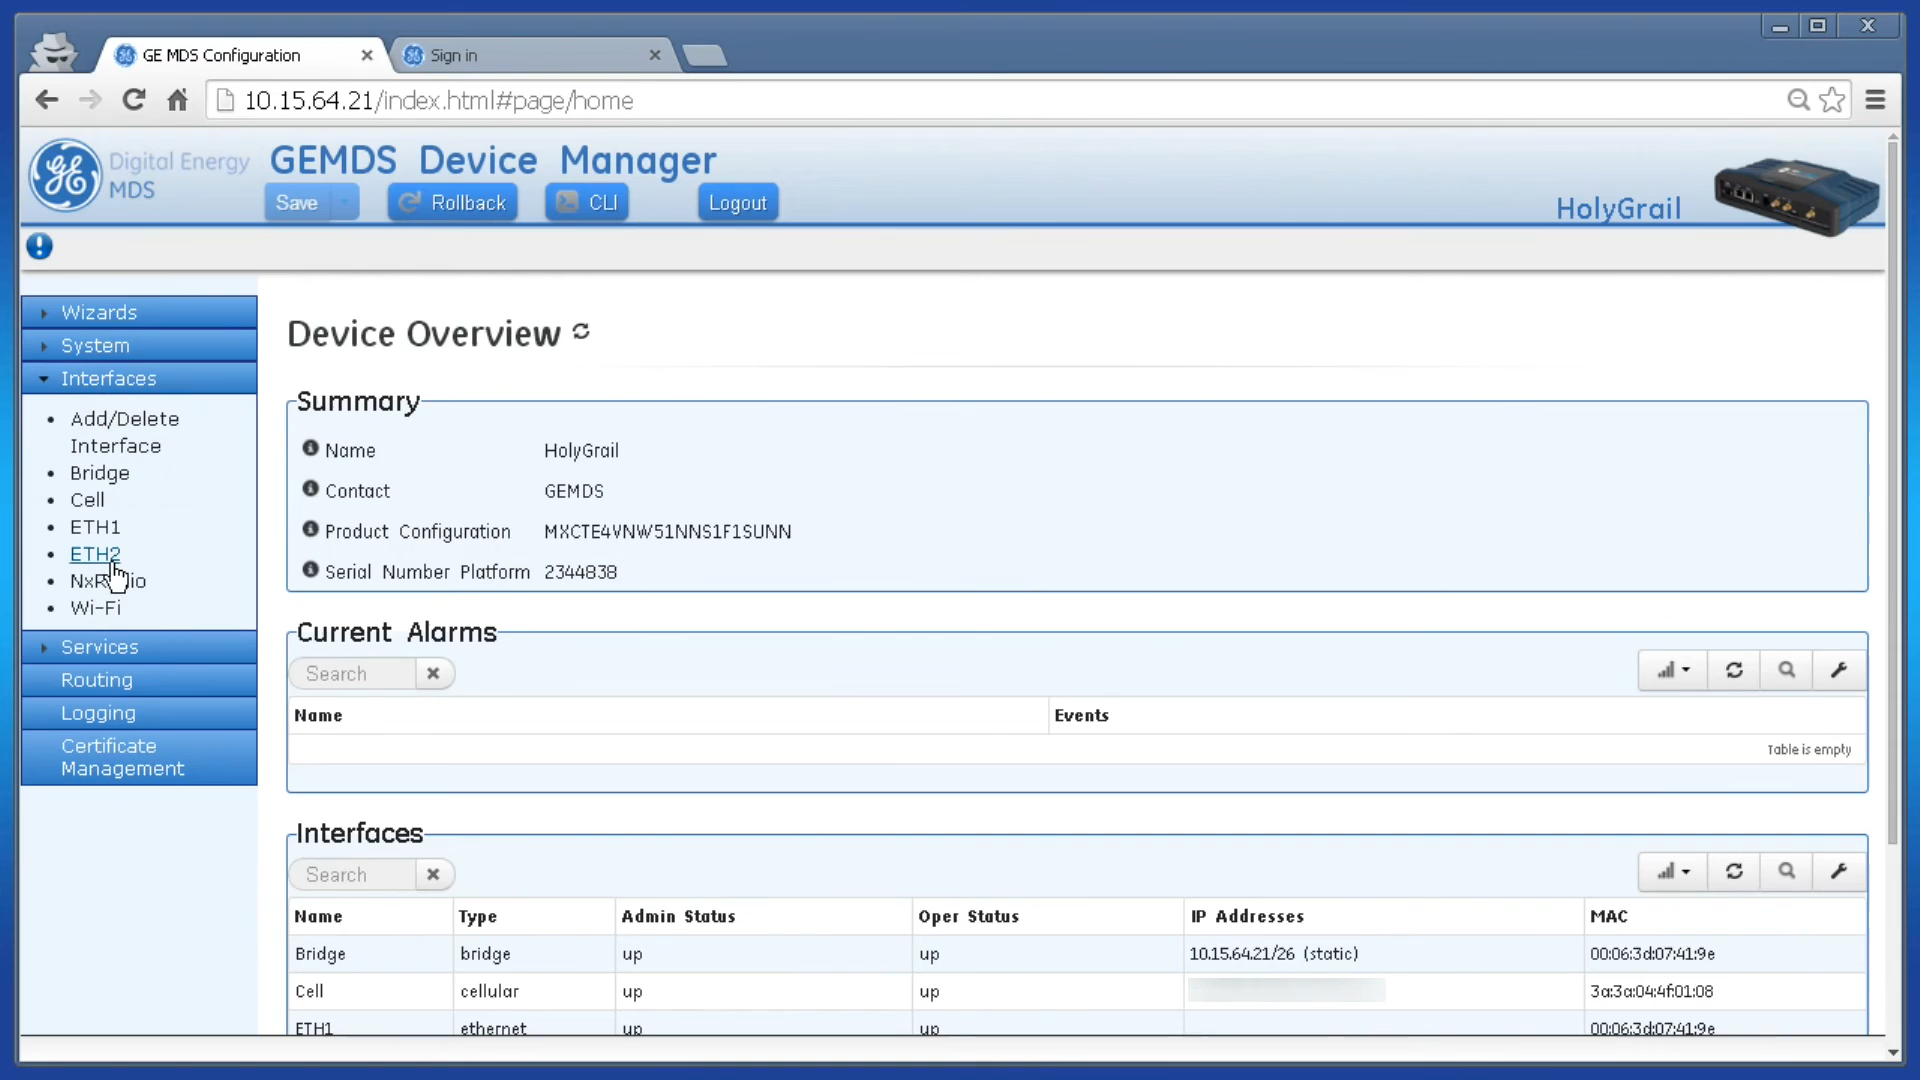 GE MDS Configuration
Sign in
10.15.64.21/index.html#page/home
Digital Energy
MDS
GEMDS Device Manager
Save
Rollback
CLI
Logout
HolyGrail
Wizards
System
Interfaces
Add/Delete
Interface
Bridge
Cell
ETH1
ETH2
Wi-Fi
Services
Routing
Logging
Certificate
Management
Device Overview
Summary
Name HolyGrail
Contact GEMDS
Product Configuration MXCTE4VNW51NNS1F1SUNN
Serial Number Platform 2344838
Current Alarms
Search
Name Events
Table is empty
Interfaces
Search
Name Type Admin Status Oper Status IP Addresses MAC
Bridge bridge up up 10.15.64.21/26 (static) 00:06:3d:07:41:9e
Cell cellular up up 3a:3a:04:4f:01:08
ETH1 ethernet up up 00:06:3d:07:41:9e